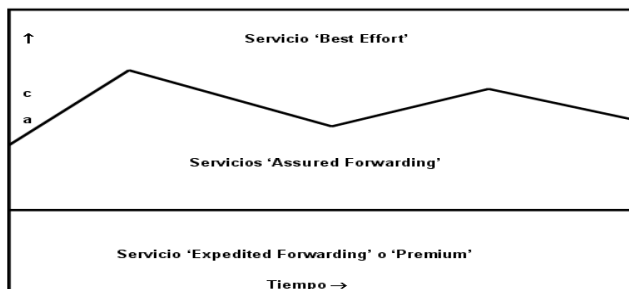 ↑
Servicio ‘Best Effort’
c
a
Servicios ‘Assured Forwarding’
Servicio ‘Expedited Forwarding’ o ‘Premium’
Tiempo →